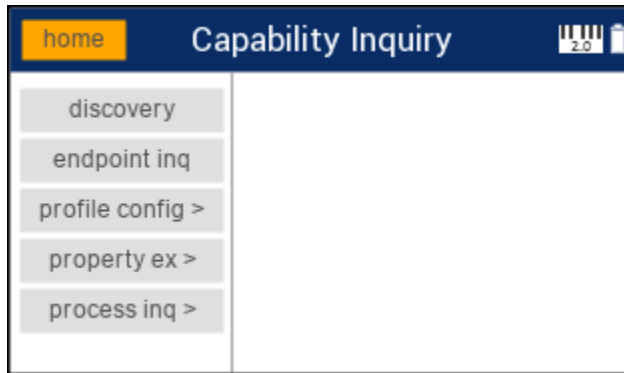 home
Capability Inquiry
2.0
discovery
endpoint inq
profile config >
property ex >
process inq >